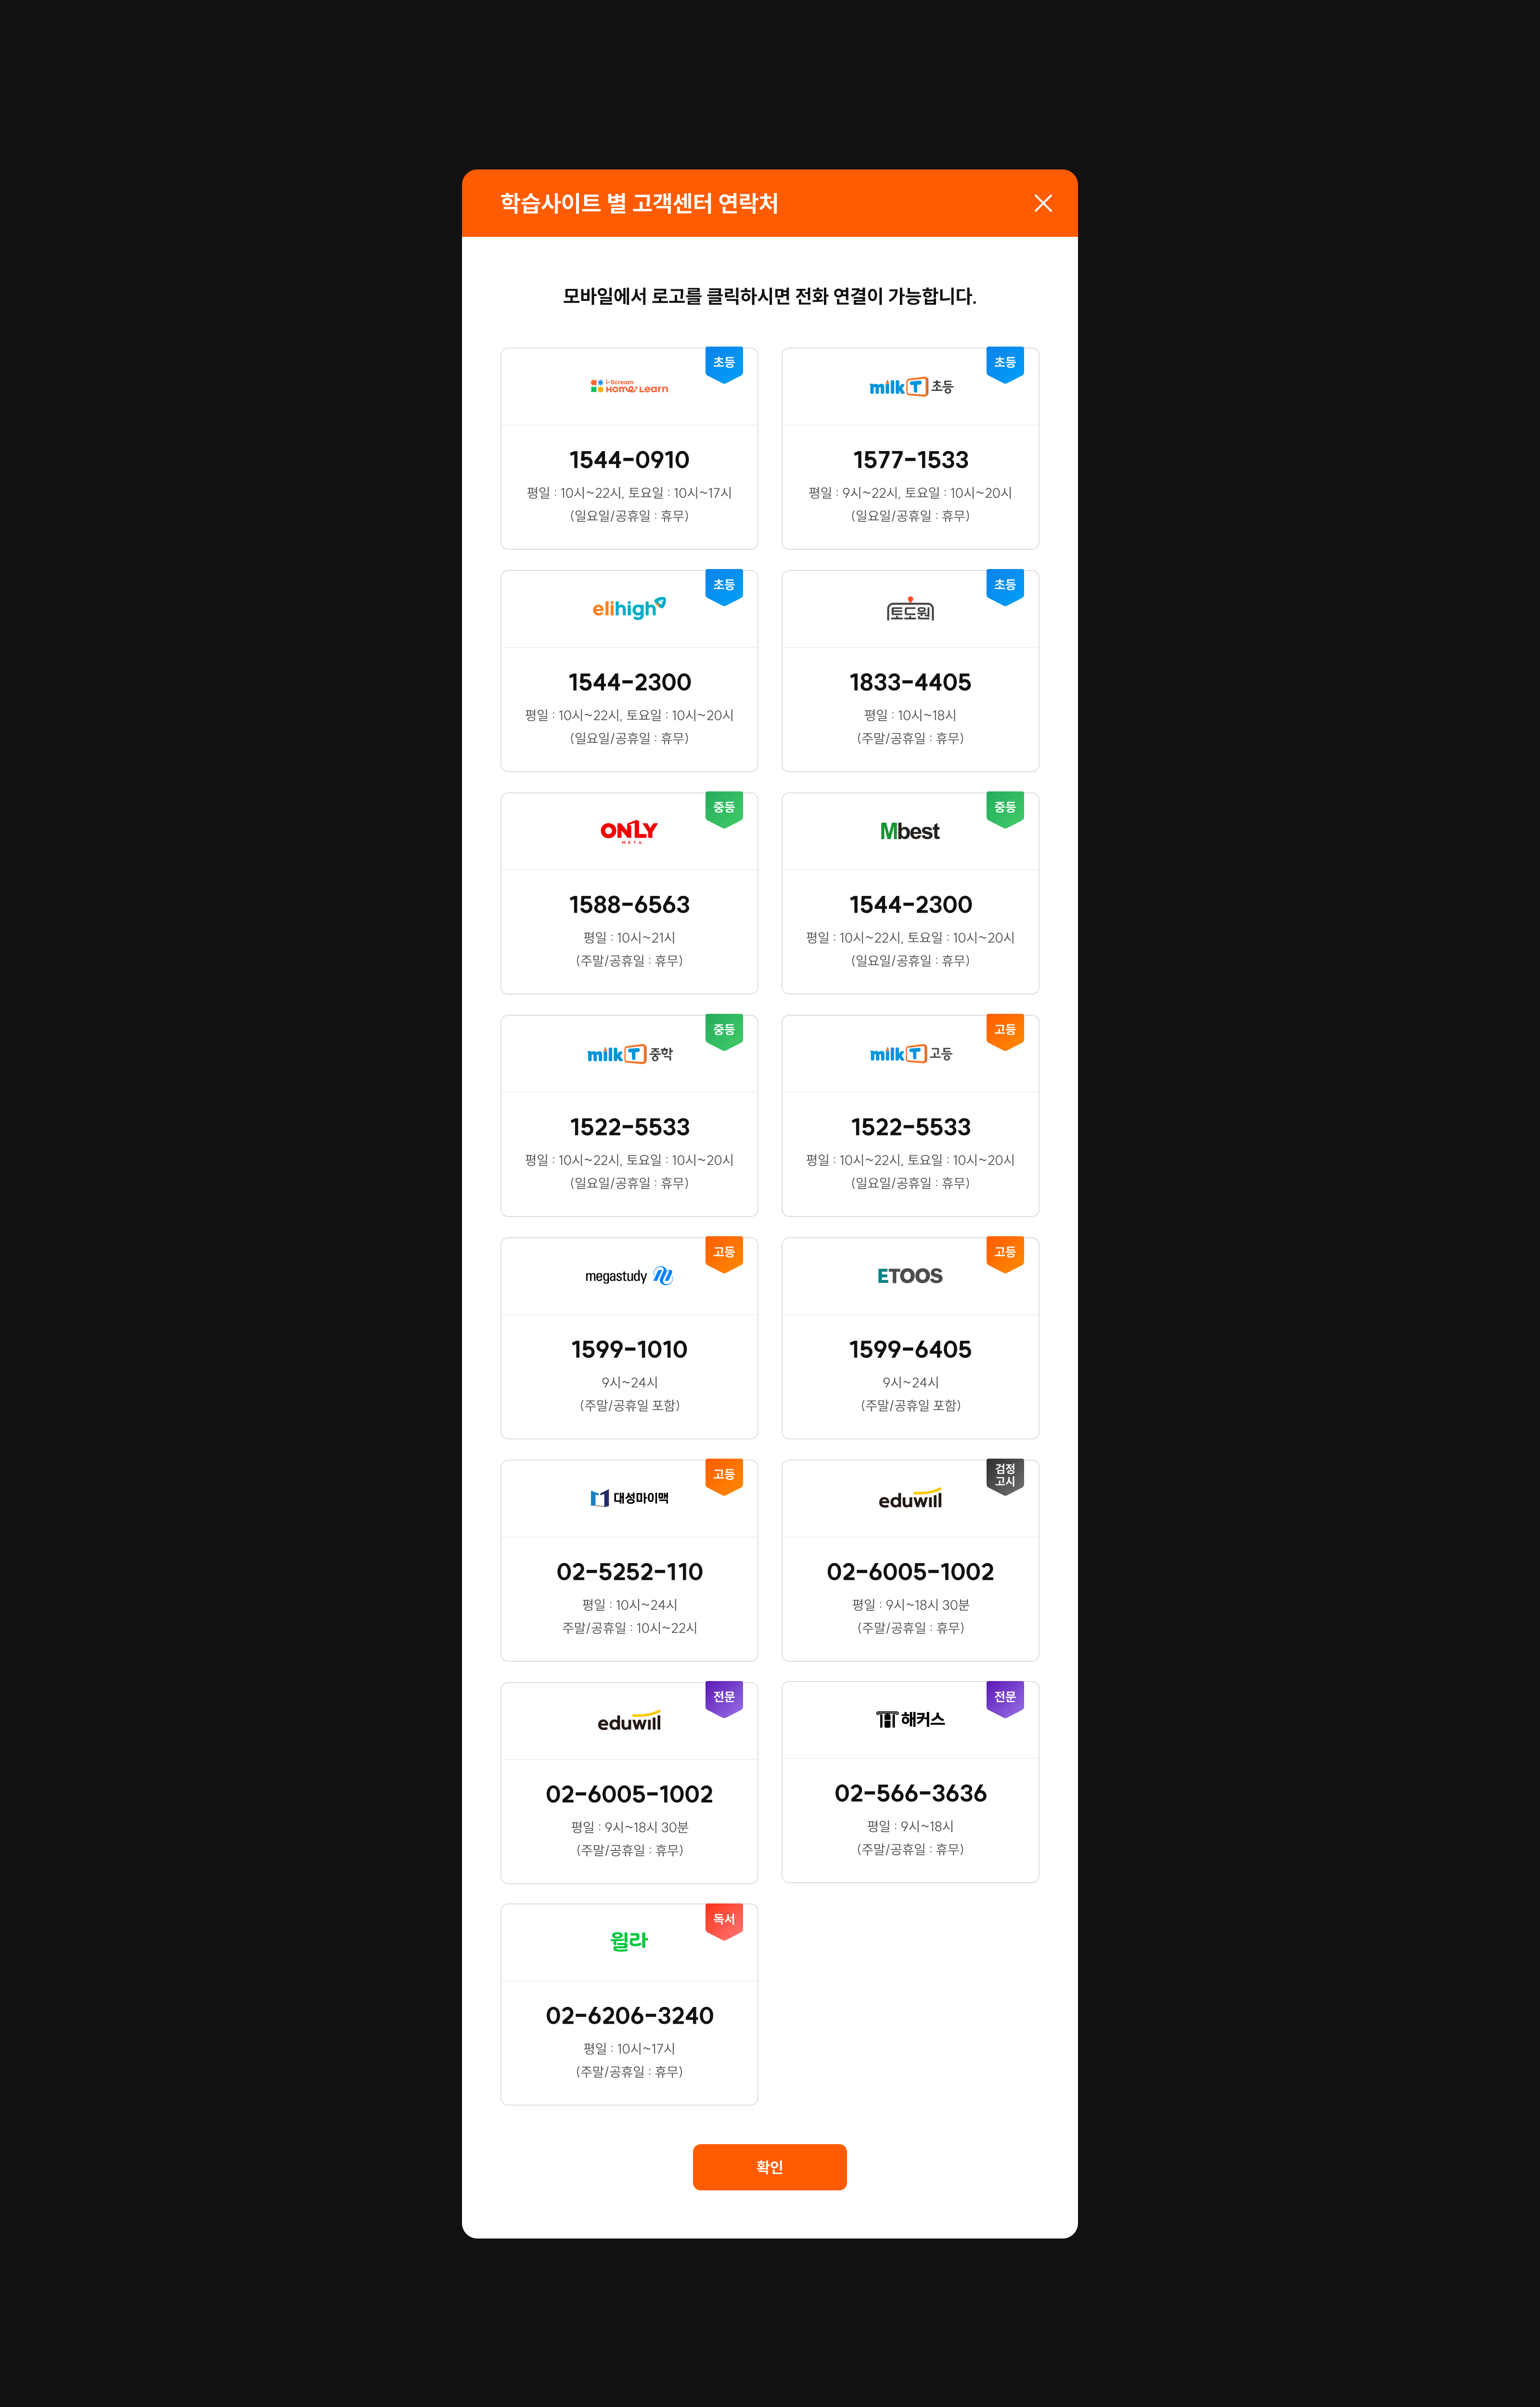 학습사이트 별 고객센터 연락처
모바일에서 로고를 클릭하시면 전화 연결이 가능합니다.
초등
i-Scream
Home Learn
1544-0910
평일 : 10시~22시, 토요일 : 10시~17시
(일요일/공휴일 : 휴무)
초등
milk T 초등
1577-1533
평일 : 9시~22시, 토요일 : 10시~20시
(일요일/공휴일 : 휴무)
초등
elihigh
1544-2300
평일 : 10시~22시, 토요일 : 10시~20시
(일요일/공휴일 : 휴무)
초등
토도원
1833-4405
평일 : 10시~18시
(주말/공휴일 : 휴무)
중등
ONLY
META
1588-6563
평일 : 10시~21시
(주말/공휴일 : 휴무)
중등
Mbest
1544-2300
평일 : 10시~22시, 토요일 : 10시~20시
(일요일/공휴일 : 휴무)
중등
milk T 중학
1522-5533
평일 : 10시~22시, 토요일 : 10시~20시
(일요일/공휴일 : 휴무)
고등
milk T 고등
1522-5533
평일 : 10시~22시, 토요일 : 10시~20시
(일요일/공휴일 : 휴무)
고등
megastudy
1599-1010
9시~24시
(주말/공휴일 포함)
고등
ETOOS
1599-6405
9시~24시
(주말/공휴일 포함)
고등
대성마이맥
02-5252-110
평일 : 10시~24시
주말/공휴일 : 10시~22시
검정
고시
eduwill
02-6005-1002
평일 : 9시~18시 30분
(주말/공휴일 : 휴무)
전문
eduwill
02-6005-1002
평일 : 9시~18시 30분
(주말/공휴일 : 휴무)
전문
해커스
02-566-3636
평일 : 9시~18시
(주말/공휴일 : 휴무)
독서
윌라
02-6206-3240
평일 : 10시~17시
(주말/공휴일 : 휴무)
확인